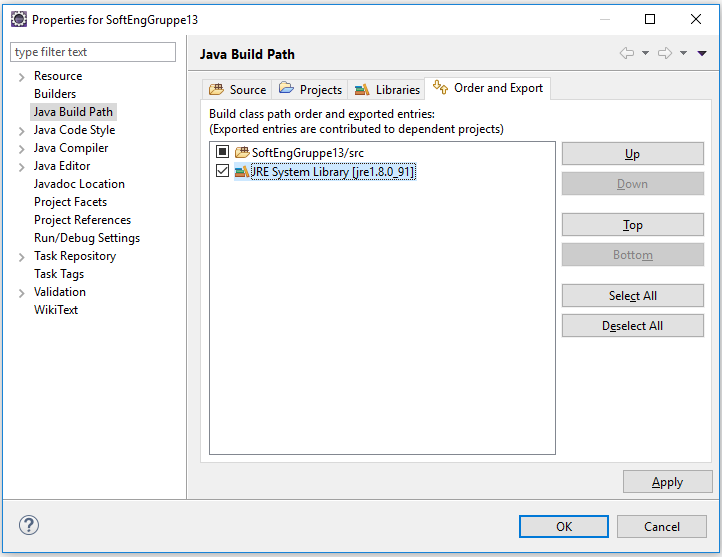 Properties for SoftEngGruppe13
type filter text
Resource
Builders
Java Build Path
Java Code Style
Java Compiler
Java Editor
Javadoc Location
Project Facets
Project References
Run/Debug Settings
Task Repository
Task Tags
Validation
WikiText
Java Build Path
Source Projects Libraries Order and Export
Build class path order and exported entries:
(Exported entries are contributed to dependent projects)
SoftEngGruppe13/src
JRE System Library [jre1.8.0_91]
Up
Down
Top
Bottom
Select All
Deselect All
Apply
?
OK Cancel